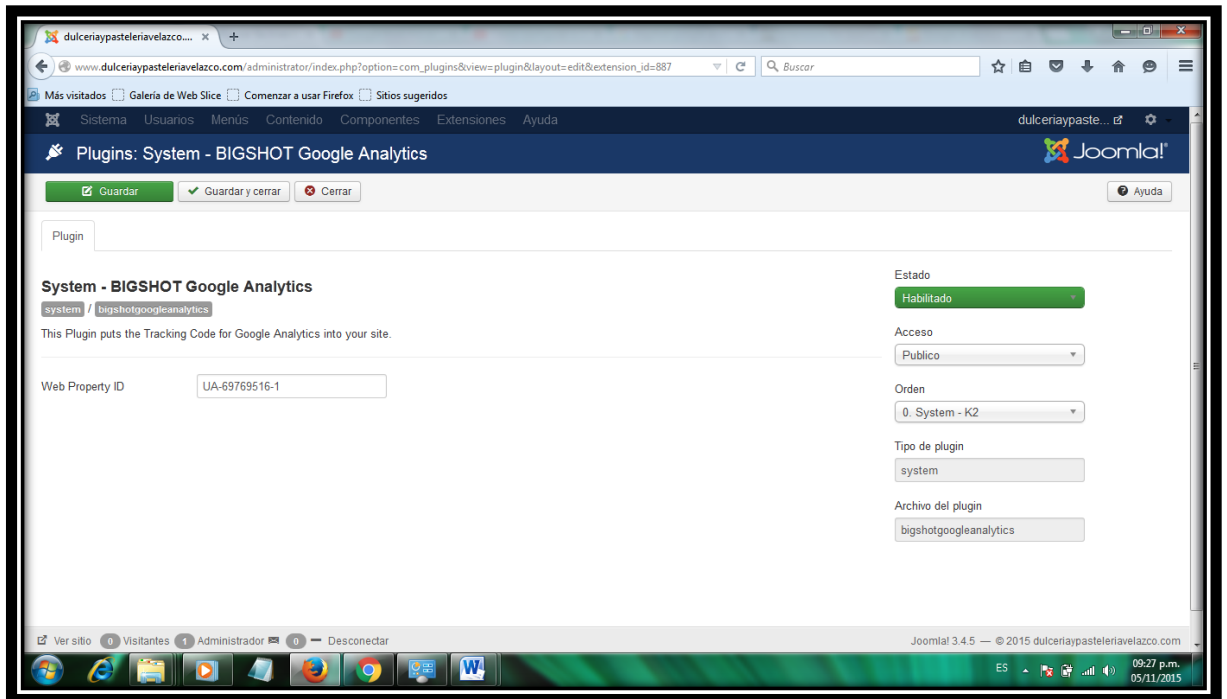 dulceriaypasteleriavelazco.... × +
www.dulceriaypasteleriavelazco.com/administrator/index.php?option=com_plugins&view=plugin&layout=edit&extension_id=887 Buscar
Más visitados Galería de Web Slice Comenzar a usar Firefox Sitios sugeridos
Sistema Usuarios Menús Contenido Componentes Extensiones Ayuda dulceriaypaste...
Plugins: System - BIGSHOT Google Analytics Joomla!®
Guardar Guardar y cerrar Cerrar Ayuda
Plugin
System - BIGSHOT Google Analytics
system / bigshotgoogleanalytics
This Plugin puts the Tracking Code for Google Analytics into your site.
Web Property ID UA-69769516-1
Estado
Habilitado
Acceso
Publico
Orden
0. System - K2
Tipo de plugin
system
Archivo del plugin
bigshotgoogleanalytics
Ver sitio 0 Visitantes 1 Administrador 0 Desconectar Joomla! 3.4.5 — © 2015 dulceriaypasteleriavelazco.com
ES 09:27 p.m.
05/11/2015